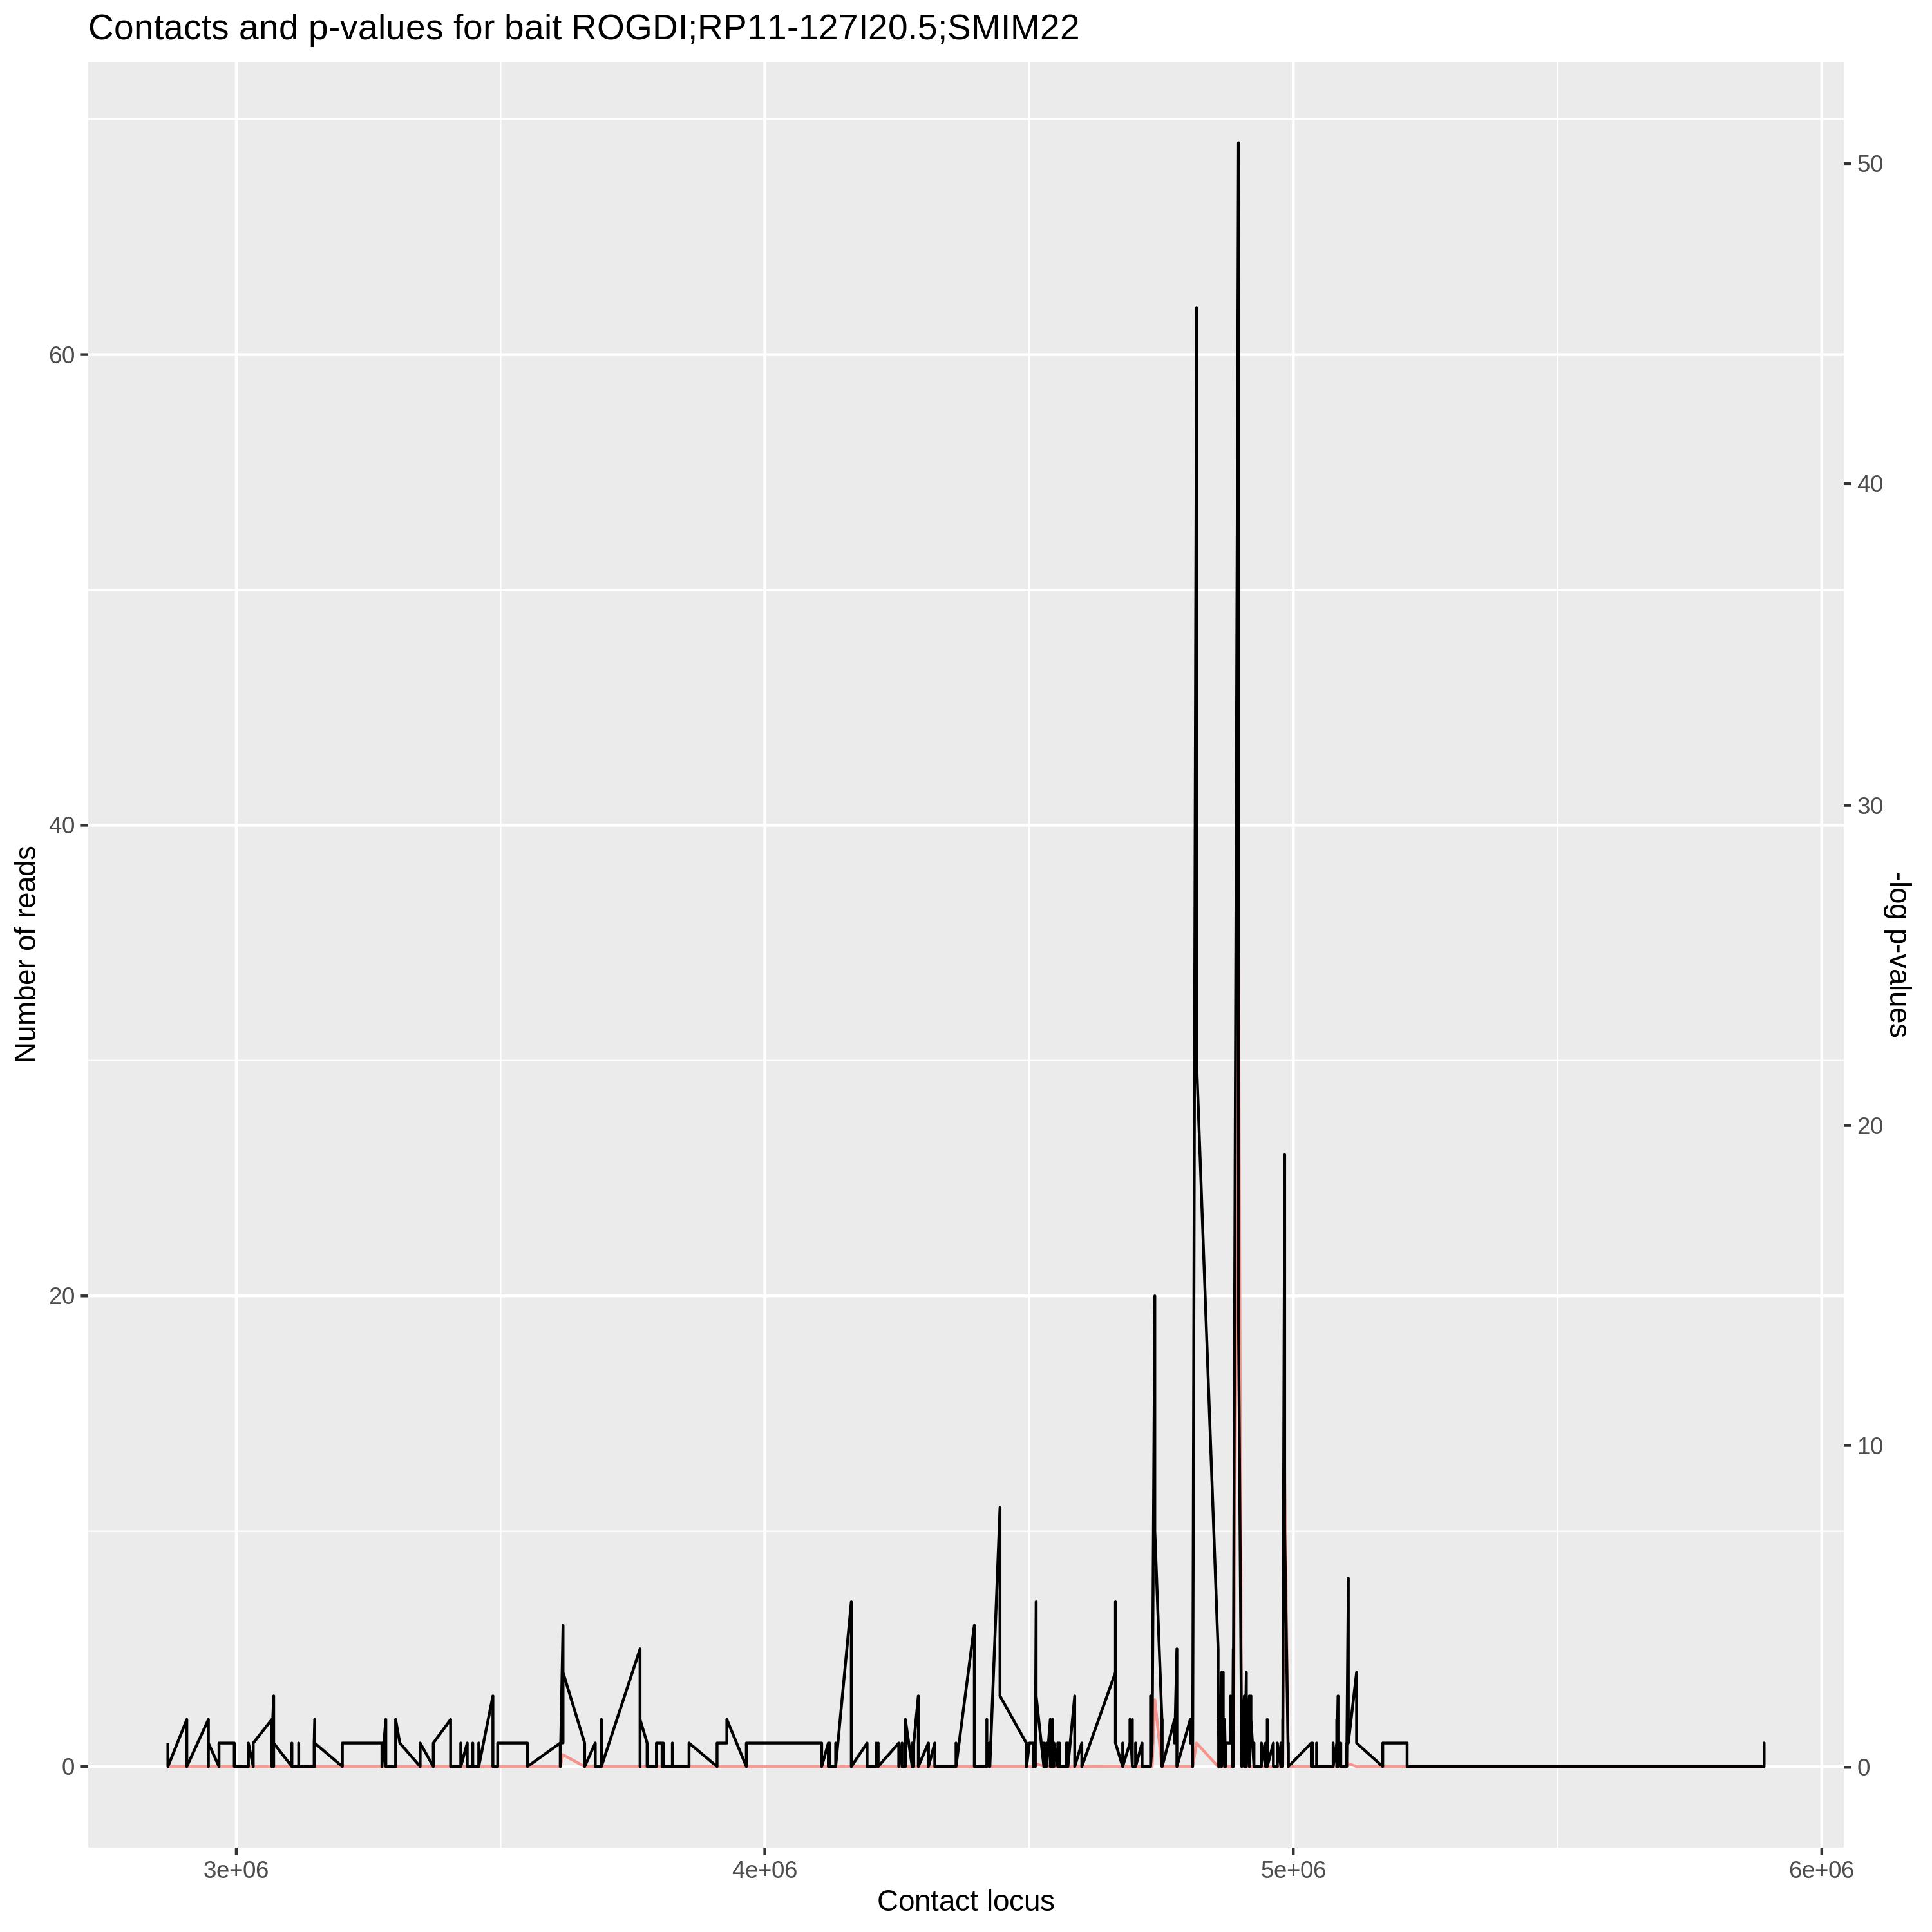 Contacts and p-values for bait ROGDI;RP11-127I20.5;SMIM22
60
40
20
0
Number of reads
50
40
30
20
10
0
-log p-values
3e+06
4e+06
5e+06
6e+06
Contact locus